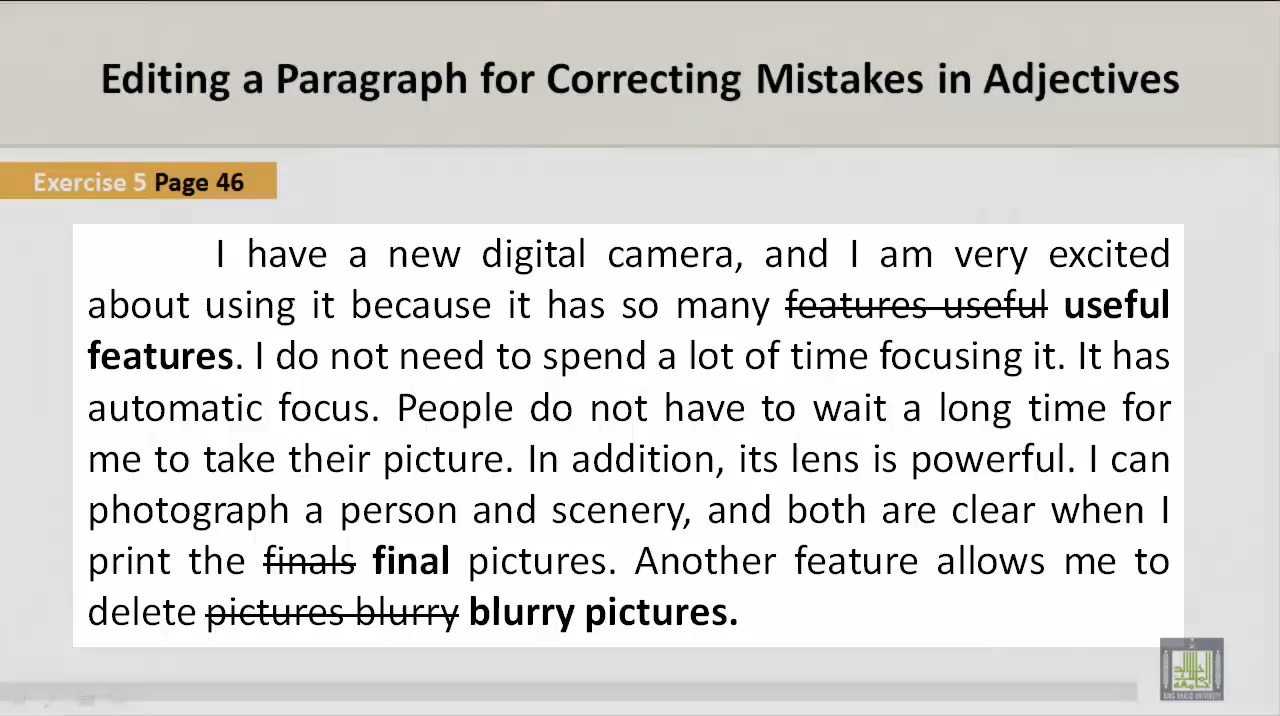 Editing a Paragraph for Correcting Mistakes in Adjectives
Exercise 5 Page 46
I have a new digital camera, and I am very excited
about using it because it has so many features useful useful
features. I do not need to spend a lot of time focusing it. It has
automatic focus. People do not have to wait a long time for
me to take their picture. In addition, its lens is powerful. I can
photograph a person and scenery, and both are clear when I
print the finals final pictures. Another feature allows me to
delete pictures blurry blurry pictures.
KING KHALID UNIVERSITY